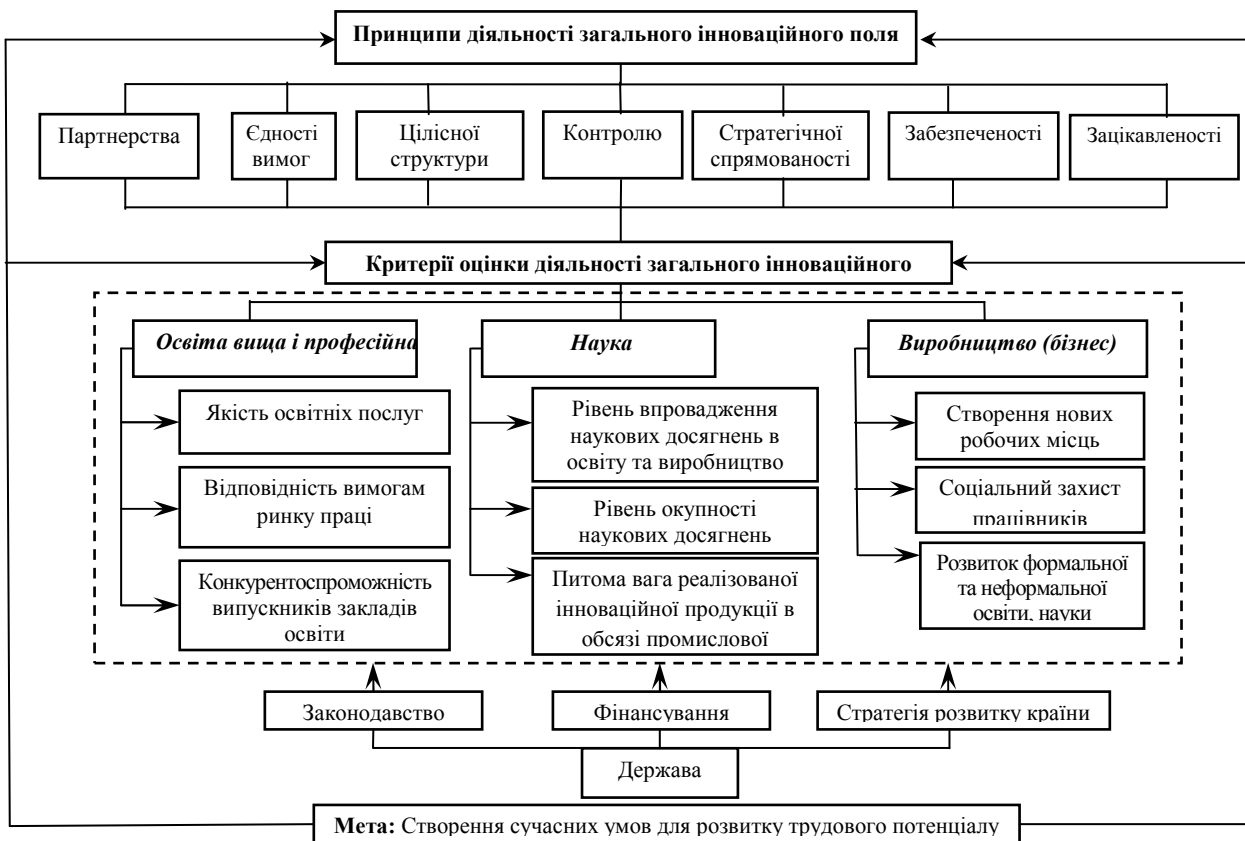 Принципи діяльності загального інноваційного поля
Партнерства
Єдності
вимог
Цілісної
структури
Контролю
Стратегічної
спрямованості
Забезпеченості
Зацікавленості
Критерії оцінки діяльності загального інноваційного
Освіта вища і професійна
Наука
Виробництво (бізнес)
Якість освітніх послуг
Відповідність вимогам
ринку праці
Конкурентоспроможність
випускників закладів
освіти
Рівень впровадження
наукових досягнень в
освіту та виробництво
Рівень окупності
наукових досягнень
Питома вага реалізованої
інноваційної продукції в
обсязі промислової
Створення нових
робочих місць
Соціальний захист
працівників
Розвиток формальної
та неформальної
освіти, науки
Законодавство
Фінансування
Стратегія розвитку країни
Держава
Мета: Створення сучасних умов для розвитку трудового потенціалу